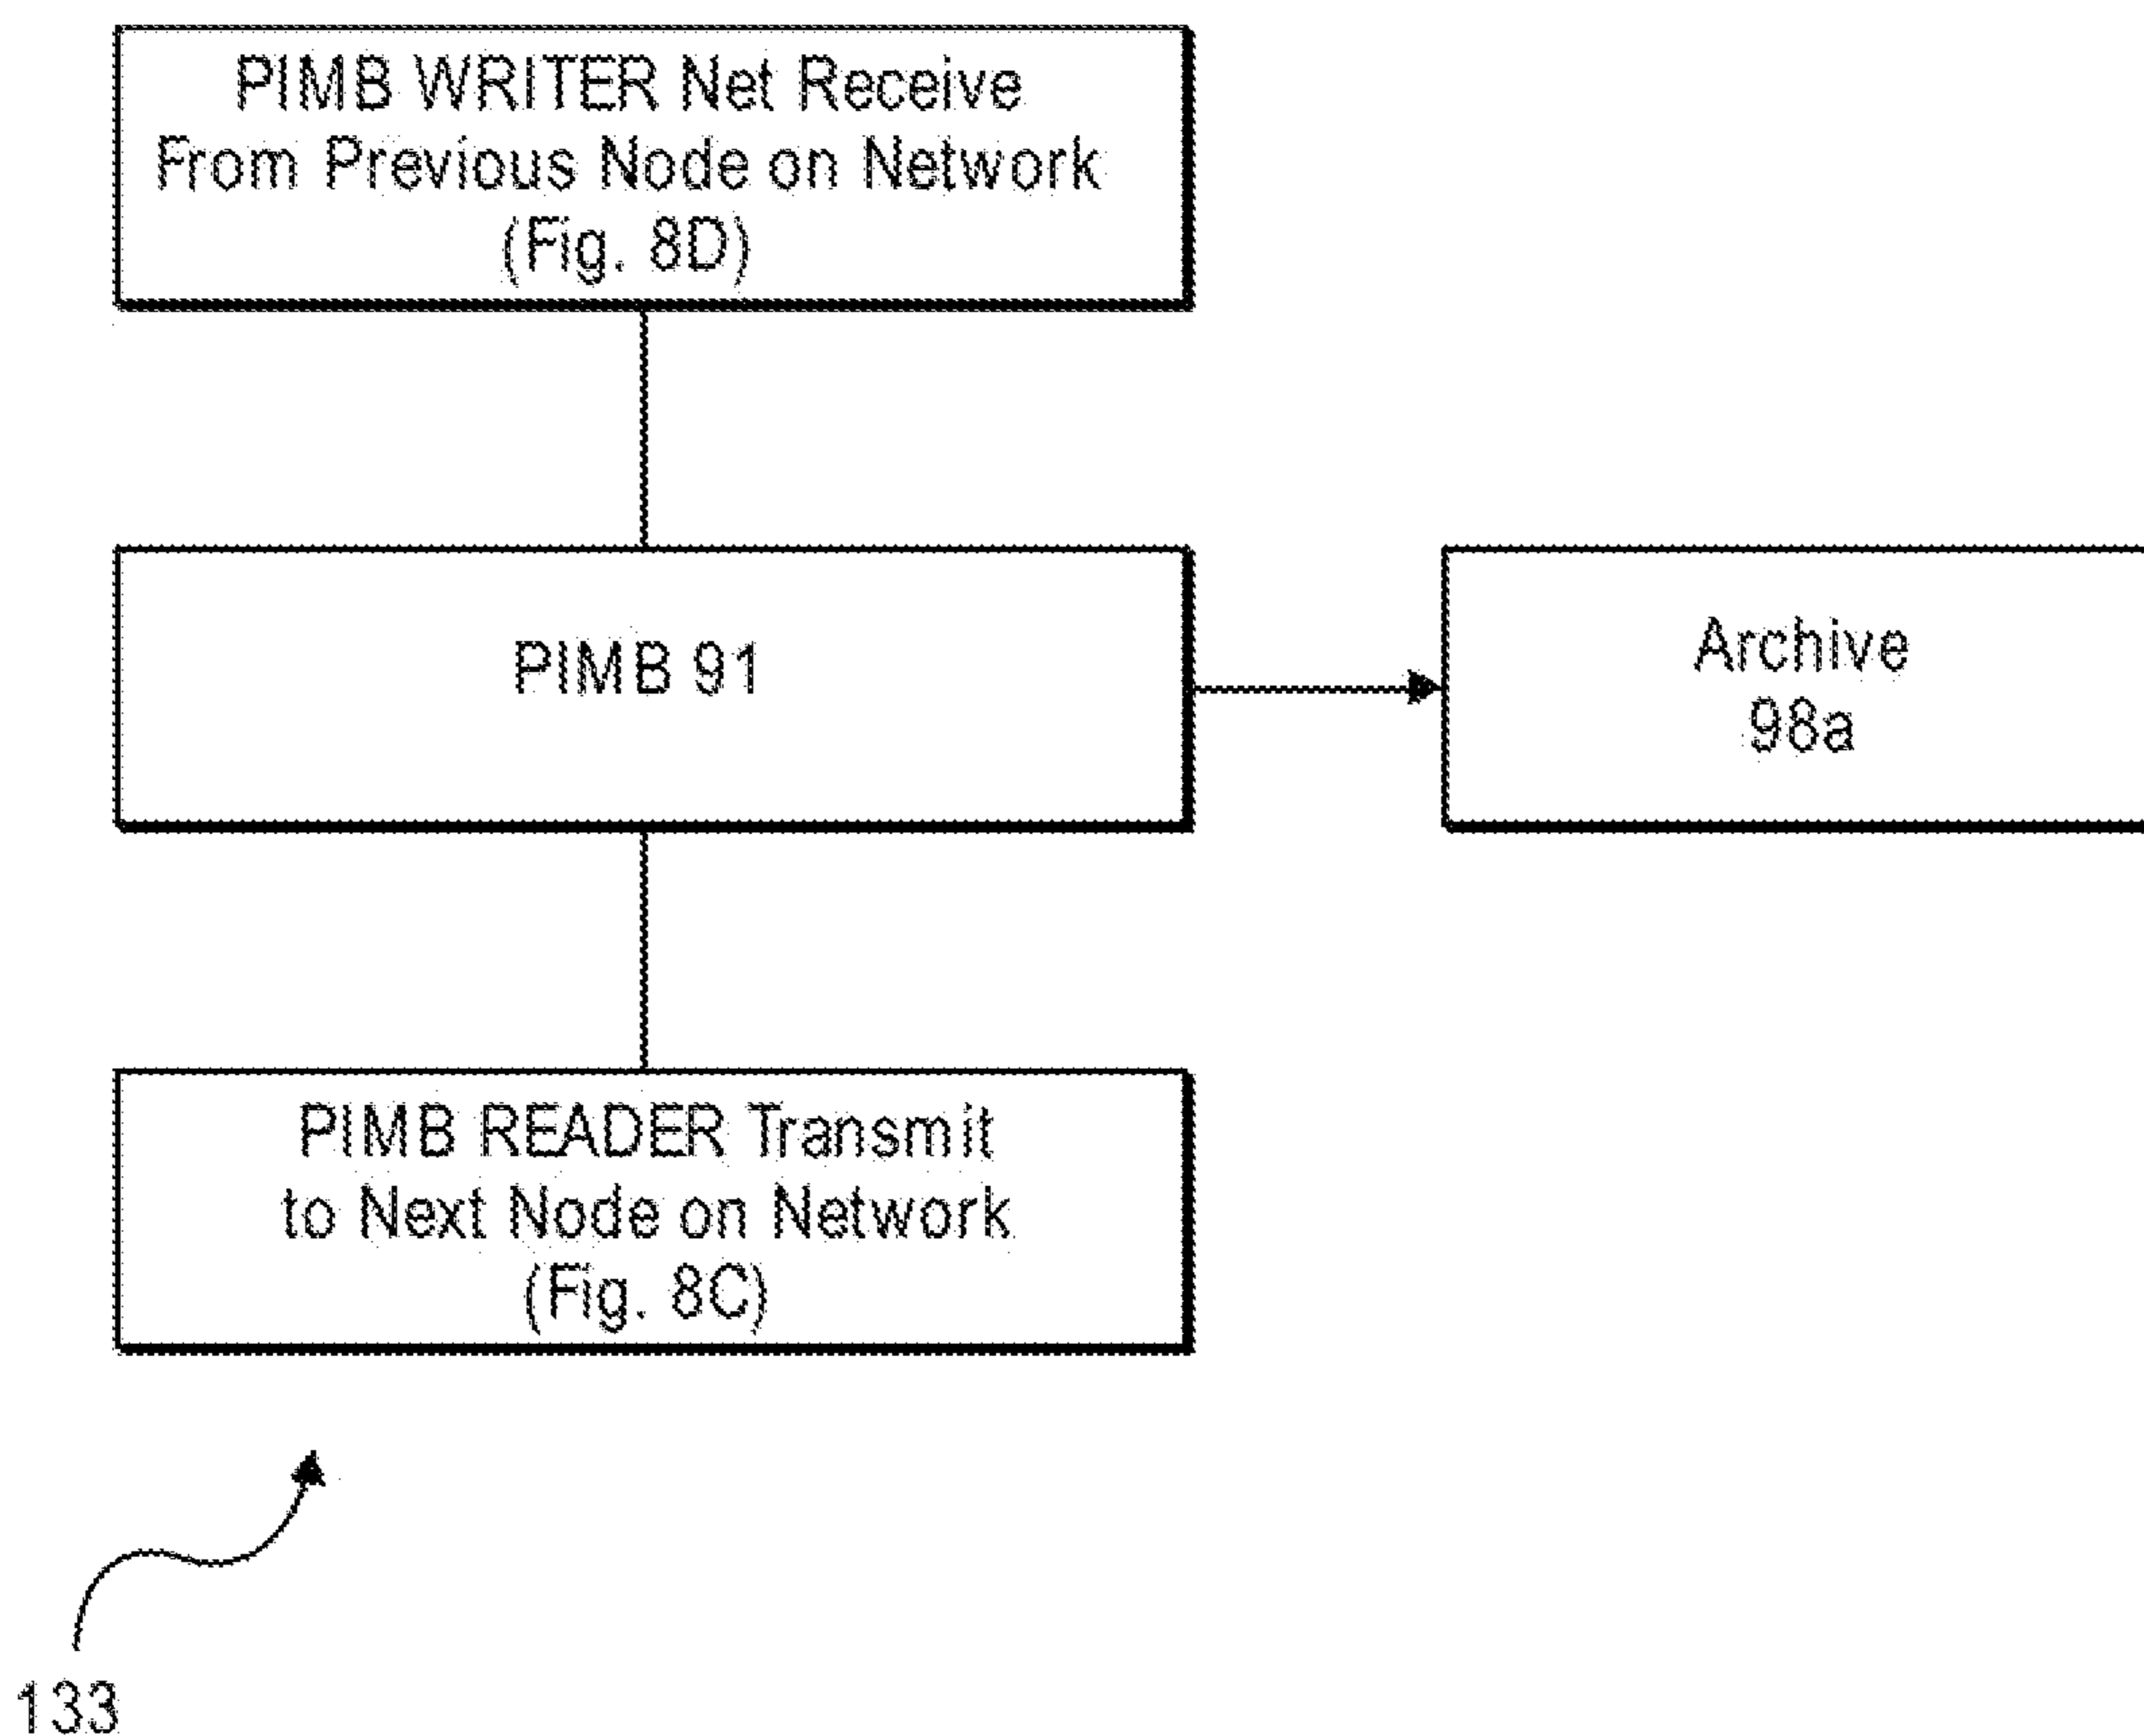 PIMB WRITER Net Receive
From Previous Node on Network
(Fig. 8D)
PIMB 91
Archive
98a
PIMB READER Transmit
to Next Node on Network
(Fig. 8C)
133